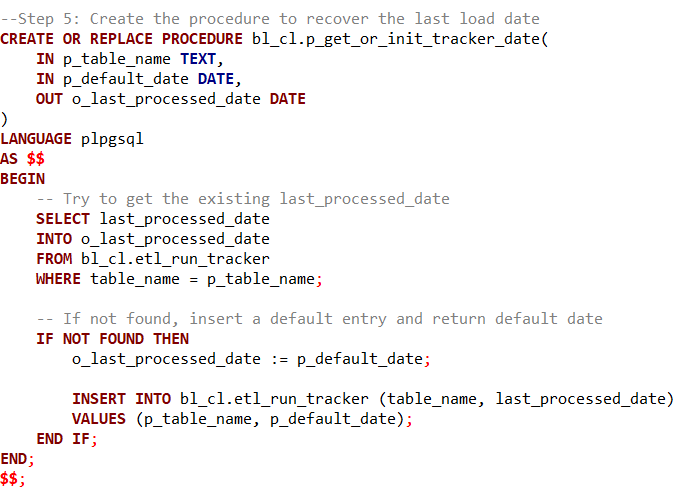 --Step 5: Create the procedure to recover the last load date
CREATE OR REPLACE PROCEDURE bl_cl.p_get_or_init_tracker_date(
    IN p_table_name TEXT,
    IN p_default_date DATE,
    OUT o_last_processed_date DATE
)
LANGUAGE plpgsql
AS $$
BEGIN
    -- Try to get the existing last_processed_date
    SELECT last_processed_date
    INTO o_last_processed_date
    FROM bl_cl.etl_run_tracker
    WHERE table_name = p_table_name;

    -- If not found, insert a default entry and return default date
    IF NOT FOUND THEN
        o_last_processed_date := p_default_date;

        INSERT INTO bl_cl.etl_run_tracker (table_name, last_processed_date)
        VALUES (p_table_name, p_default_date);
    END IF;
END;
$$;